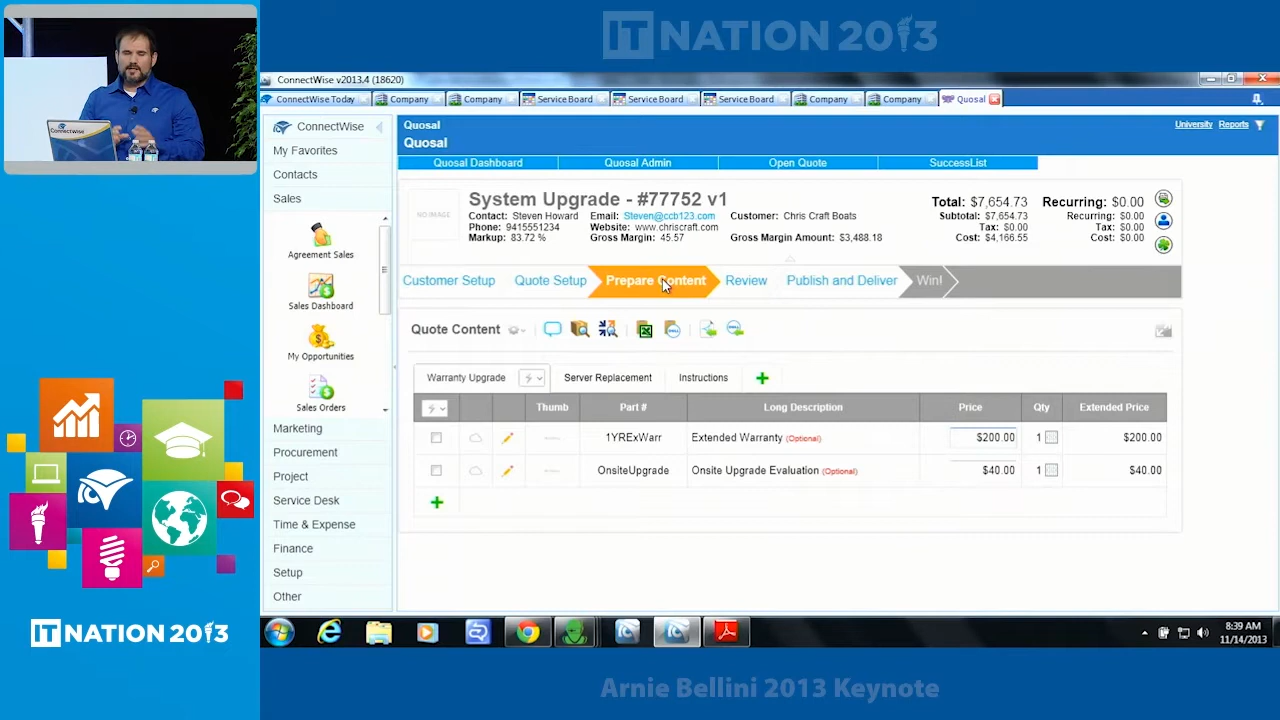 IT NATION 2013
ConnectWise v2013.4 (18620)
ConnectWise Today
Company
Company
Service Board
Service Board
Service Board
Company
Company
Quosal
ConnectWise
My Favorites
Contacts
Sales
Agreement Sales
Sales Dashboard
My Opportunities
Sales Orders
Marketing
Procurement
Project
Service Desk
Time & Expense
Finance
Setup
Other
Quosal
University Reports
Quosal
Quosal Dashboard
Quosal Admin
Open Quote
SuccessList
NO IMAGE
System Upgrade - #77752 v1
Contact: Steven Howard
Email: Steven@ccb123.com
Customer: Chris Craft Boats
Phone: 9415551234
Website: www.chriscraft.com
Markup: 83.72 %
Gross Margin: 45.57
Gross Margin Amount: $3,488.18
Total: $7,654.73
Subtotal: $7,654.73
Tax: $0.00
Cost: $4,166.55
Recurring: $0.00
Recurring: $0.00
Tax: $0.00
Cost: $0.00
Customer Setup
Quote Setup
Prepare Content
Review
Publish and Deliver
Win!
Quote Content
Warranty Upgrade
Server Replacement
Instructions
Thumb Part # Long Description Price Qty Extended Price
1YRExWarr Extended Warranty (Optional) $200.00 1 $200.00
OnsiteUpgrade Onsite Upgrade Evaluation (Optional) $40.00 1 $40.00
8:39 AM
11/14/2013
ConnectWise
IT NATION 2013
Arnie Bellini 2013 Keynote